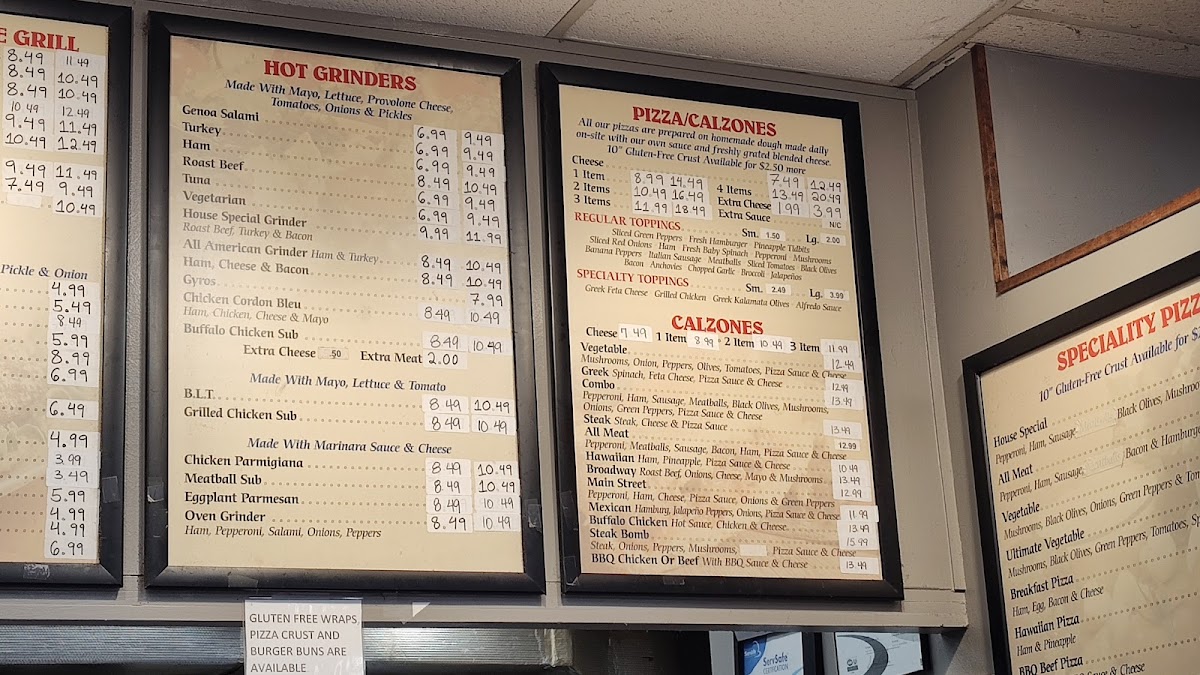 E GRILL
8.49 11.49
8.49 10.49
8.49 10.49
10.49 12.49
9.49 11.49
10.49 12.49
9.49 11.49
7.49 9.49
10.49
Pickle & Onion
4.99
5.49
8.49
5.99
8.99
6.99
6.49
4.99
3.99
3.49
5.99
4.99
4.99
6.99
HOT GRINDERS
Made With Mayo, Lettuce, Provolone Cheese,
Tomatoes, Onions & Pickles
Genoa Salami 6.99 9.49
Turkey 6.99 9.49
Ham 6.99 9.49
Roast Beef 8.49 10.49
Tuna 6.99 9.49
Vegetarian 6.99 9.49
House Special Grinder 9.99 11.99
Roast Beef, Turkey & Bacon
All American Grinder Ham & Turkey 8.49 10.49
Ham, Cheese & Bacon 8.49 10.49
Gyros 7.99
Chicken Cordon Bleu 8.49 10.49
Ham, Chicken, Cheese & Mayo
Buffalo Chicken Sub 8.49 10.49
Extra Cheese .50 Extra Meat 2.00
Made With Mayo, Lettuce & Tomato
B.L.T. 8.49 10.49
Grilled Chicken Sub 8.49 10.49
Made With Marinara Sauce & Cheese
Chicken Parmigiana 8.49 10.49
Meatball Sub 8.49 10.49
Eggplant Parmesan 8.49 10.49
Oven Grinder 8.49 10.49
Ham, Pepperoni, Salami, Onions, Peppers
PIZZA/CALZONES
All our pizzas are prepared on homemade dough made daily
on-site with our own sauce and freshly grated blended cheese.
10" Gluten-Free Crust Available for $2.50 more
Cheese 7.49 12.49
1 Item 8.99 14.49 4 Items 13.49 20.49
2 Items 10.49 16.49 Extra Cheese 1.99 3.99
3 Items 11.99 18.49 Extra Sauce N/C
REGULAR TOPPINGS Sm. 1.50 Lg. 2.00
Sliced Green Peppers · Fresh Hamburger · Pineapple Tidbits
Sliced Red Onions · Ham · Fresh Baby Spinach · Pepperoni · Mushrooms
Banana Peppers · Italian Sausage · Meatballs · Sliced Tomatoes · Black Olives
Bacon · Anchovies · Chopped Garlic · Broccoli · Jalapeños
SPECIALTY TOPPINGS Sm. 2.49 Lg. 3.99
Greek Feta Cheese · Grilled Chicken · Greek Kalamata Olives · Alfredo Sauce
CALZONES
Cheese 7.49 1 Item 8.99 2 Item 10.49 3 Item 11.99
Vegetable 12.49
Mushrooms, Onion, Peppers, Olives, Tomatoes, Pizza Sauce & Cheese
Greek Spinach, Feta Cheese, Pizza Sauce & Cheese 12.49
Combo 13.49
Pepperoni, Ham, Sausage, Meatballs, Black Olives, Mushrooms,
Onions, Green Peppers, Pizza Sauce & Cheese
Steak Steak, Cheese & Pizza Sauce 13.49
All Meat 12.99
Pepperoni, Meatballs, Sausage, Bacon, Ham, Pizza Sauce & Cheese
Hawaiian Ham, Pineapple, Pizza Sauce & Cheese 10.49
Broadway Roast Beef, Onions, Cheese, Mayo & Mushrooms 13.49
Main Street 12.99
Pepperoni, Ham, Cheese, Pizza Sauce, Onions & Green Peppers
Mexican Hamburg, Jalapeño Peppers, Onions, Pizza Sauce & Cheese 11.99
Buffalo Chicken Hot Sauce, Chicken & Cheese 13.49
Steak Bomb 15.99
Steak, Onions, Peppers, Mushrooms, Pizza Sauce & Cheese
BBQ Chicken Or Beef With BBQ Sauce & Cheese 13.49
SPECIALITY PIZZ
10" Gluten-Free Crust Available for $2
House Special
Pepperoni, Ham, Sausage, Black Olives, Mushro
All Meat
Pepperoni, Ham, Sausage, Bacon & Hamburg
Vegetable
Mushrooms, Black Olives, Onions, Green Peppers & Tom
Ultimate Vegetable
Mushrooms, Black Olives, Green Peppers, Tomatoes, Sp
Breakfast Pizza
Ham, Egg, Bacon & Cheese
Hawaiian Pizza
Ham & Pineapple
BBQ Beef Pizza
Sauce & Cheese
GLUTEN FREE WRAPS,
PIZZA CRUST AND
BURGER BUNS ARE
AVAILABLE
ServSafe
CERTIFICATION